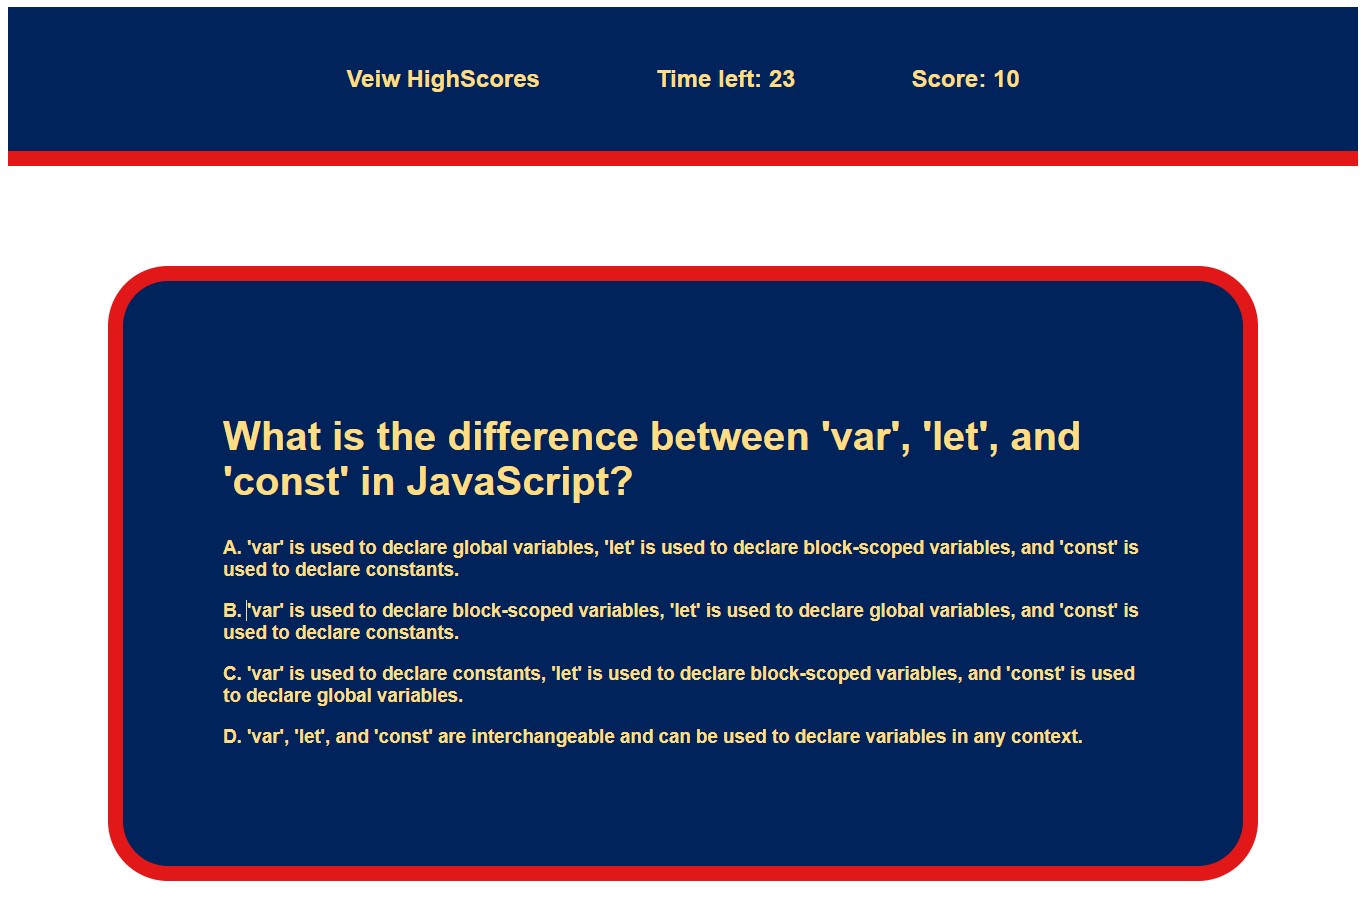 Veiw HighScores
Time left: 23
Score: 10
What is the difference between 'var', 'let', and
'const' in JavaScript?
A. 'var' is used to declare global variables, 'let' is used to declare block-scoped variables, and 'const' is
used to declare constants.
B. 'var' is used to declare block-scoped variables, 'let' is used to declare global variables, and 'const' is
used to declare constants.
C. 'var' is used to declare constants, 'let' is used to declare block-scoped variables, and 'const' is used
to declare global variables.
D. 'var', 'let', and 'const' are interchangeable and can be used to declare variables in any context.